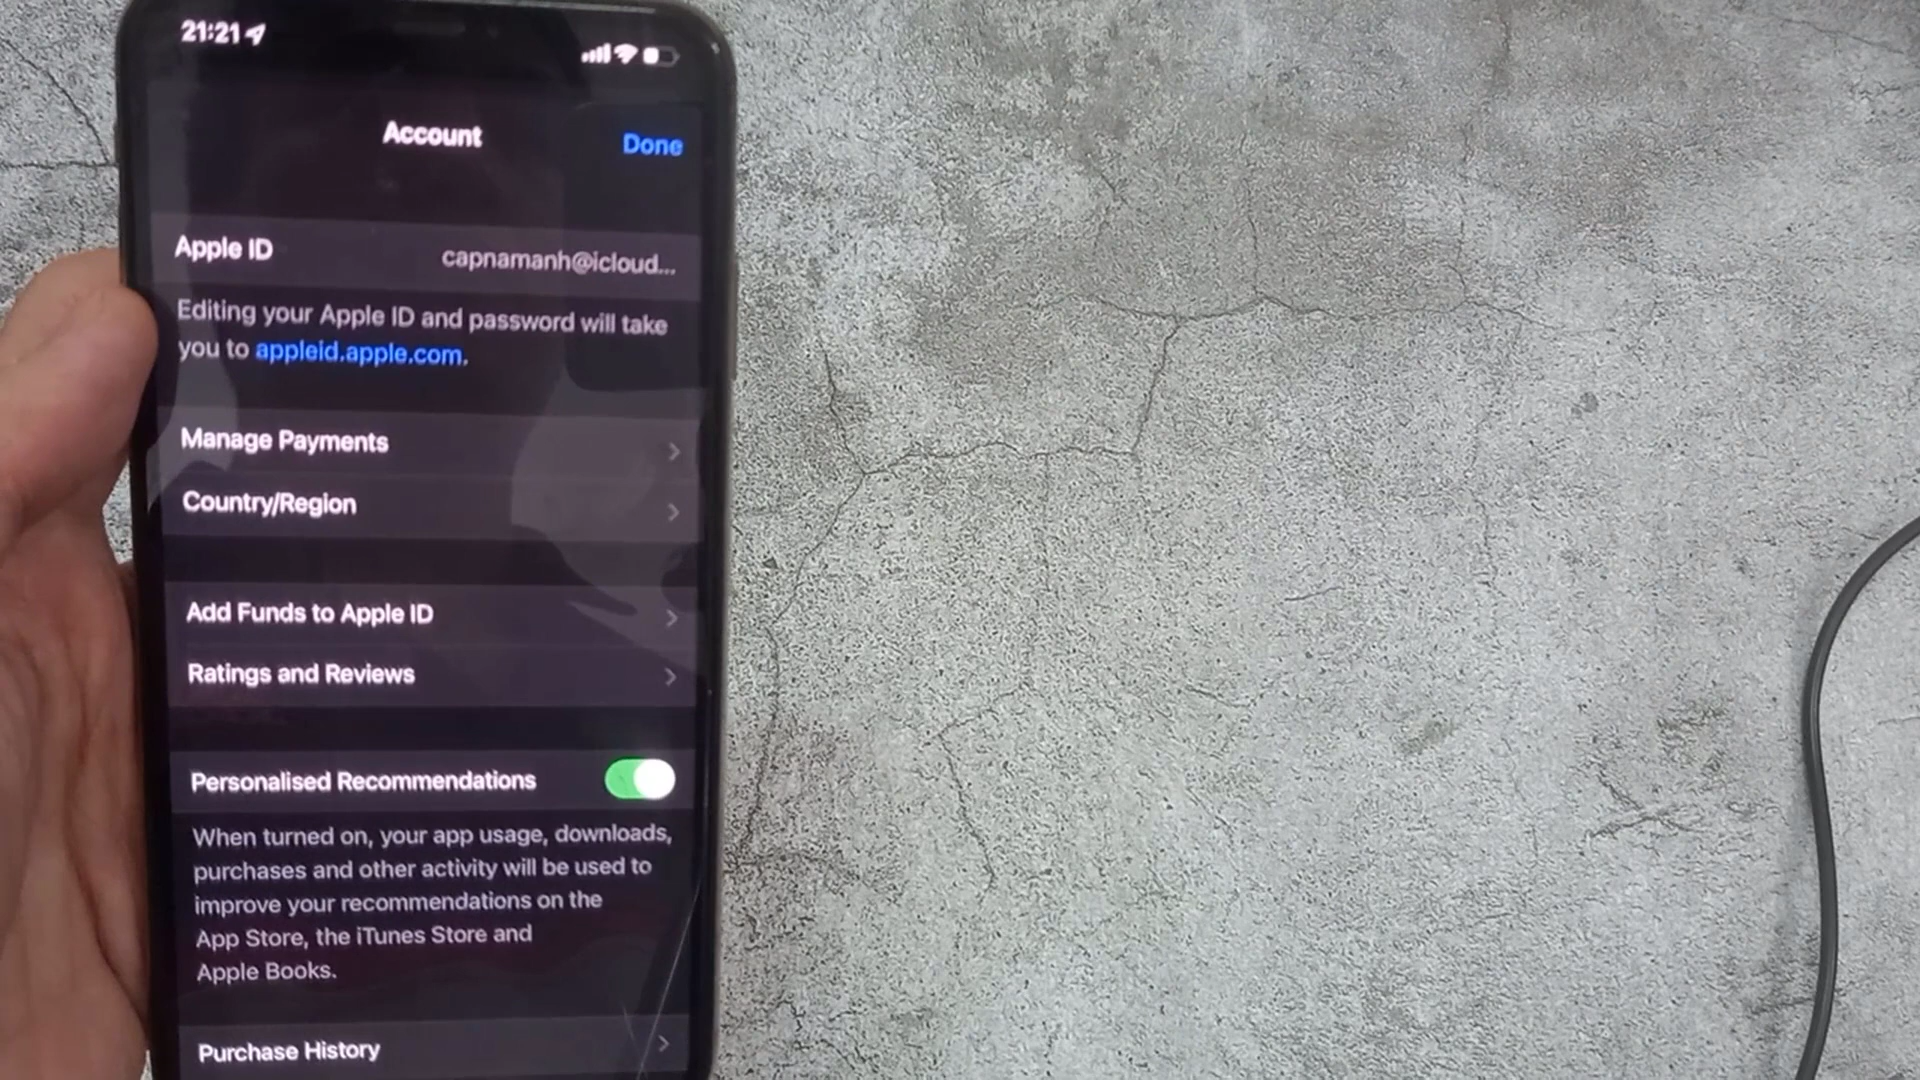 21:21
Account
Done
Apple ID
capnamanh@icloud...
Editing your Apple ID and password will take
you to appleid.apple.com.
Manage Payments
Country/Region
Add Funds to Apple ID
Ratings and Reviews
Personalised Recommendations
When turned on, your app usage, downloads,
purchases and other activity will be used to
improve your recommendations on the
App Store, the iTunes Store and
Apple Books.
Purchase History